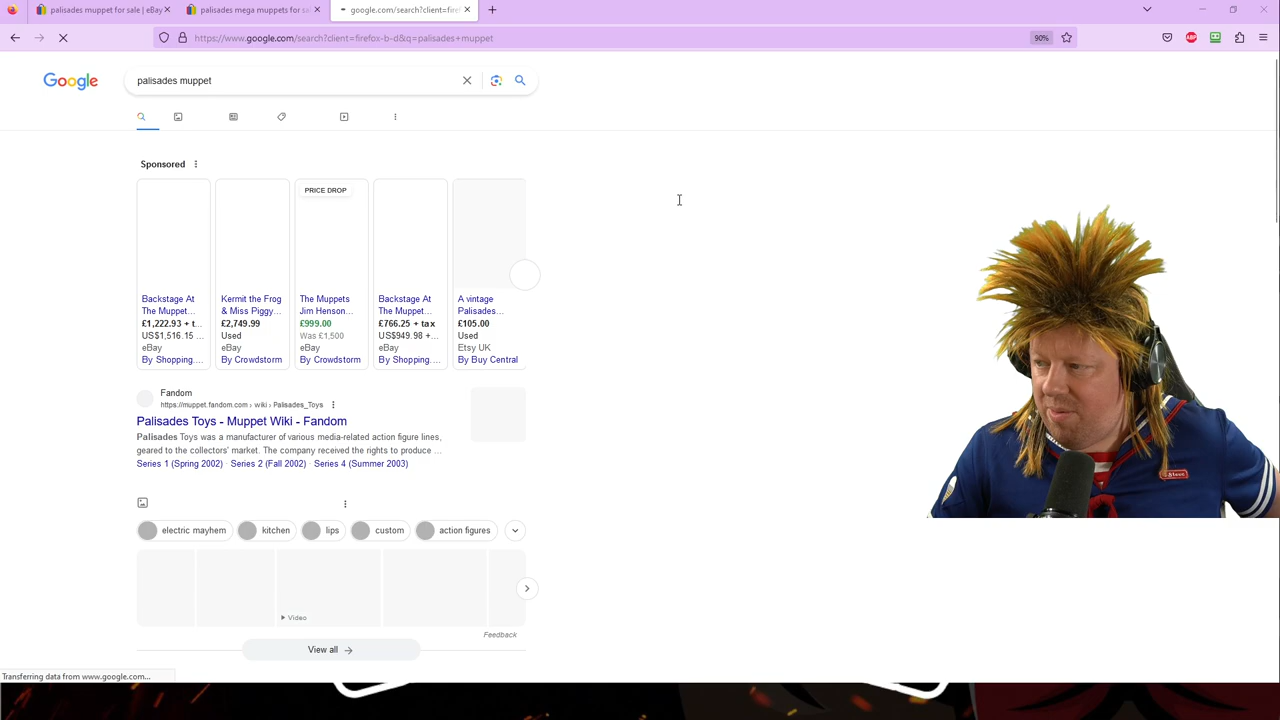 palisades muppet for sale | eBay
palisades mega muppets for sa
google.com/search?client=firef
https://www.google.com/search?client=firefox-b-d&q=palisades+muppet
90%
ABP
Google
palisades muppet
Sponsored
PRICE DROP
Backstage At
The Muppet...
£1,222.93 + t...
US$1,516.15 ...
eBay
By Shopping....
Kermit the Frog
& Miss Piggy...
£2,749.99
Used
eBay
By Crowdstorm
The Muppets
Jim Henson...
£999.00
Was £1,500
eBay
By Crowdstorm
Backstage At
The Muppet...
£766.25 + tax
US$949.98 +...
eBay
By Shopping....
A vintage
Palisades...
£105.00
Used
Etsy UK
By Buy Central
Fandom
https://muppet.fandom.com › wiki › Palisades_Toys
Palisades Toys - Muppet Wiki - Fandom
Palisades Toys was a manufacturer of various media-related action figure lines,
geared to the collectors' market. The company received the rights to produce ...
Series 1 (Spring 2002) · Series 2 (Fall 2002) · Series 4 (Summer 2003)
electric mayhem
kitchen
lips
custom
action figures
Video
Feedback
View all
Transferring data from www.google.com...